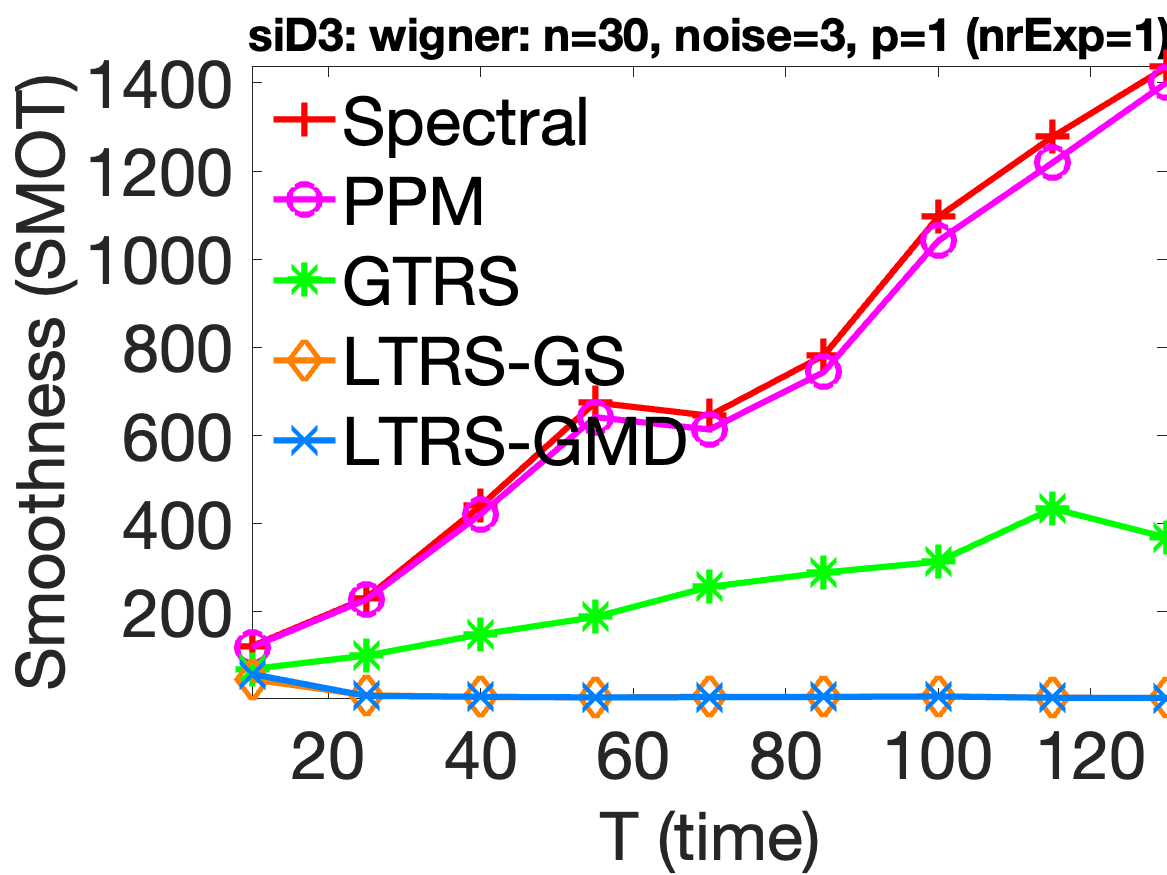 siD3: wigner: n=30, noise=3, p=1 (nrExp=1)
Smoothness (SMOT)
1400
1200
1000
800
600
400
200
Spectral
PPM
GTRS
LTRS-GS
LTRS-GMD
20 40 60 80 100 120
T (time)